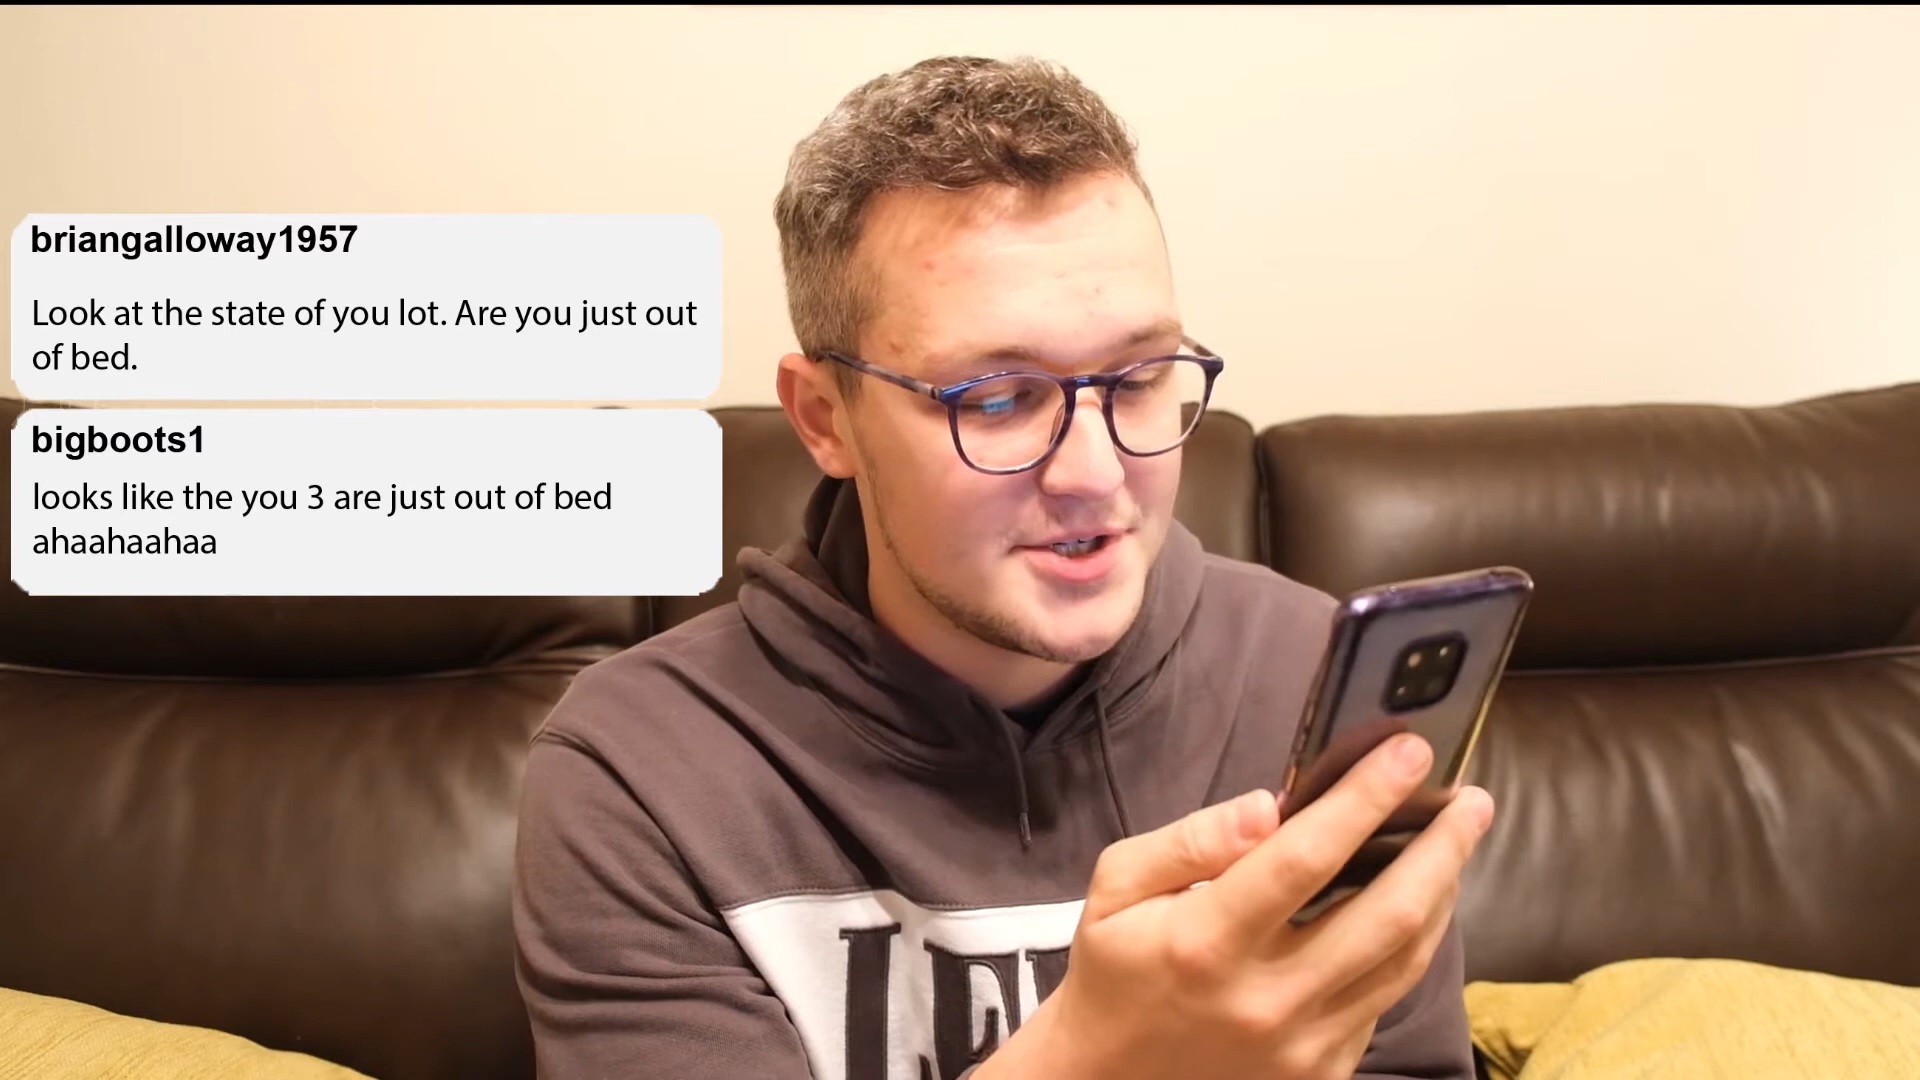 briangalloway1957
Look at the state of you lot. Are you just out
of bed.
bigboots1
looks like the you 3 are just out of bed
ahaahaahaa
LE